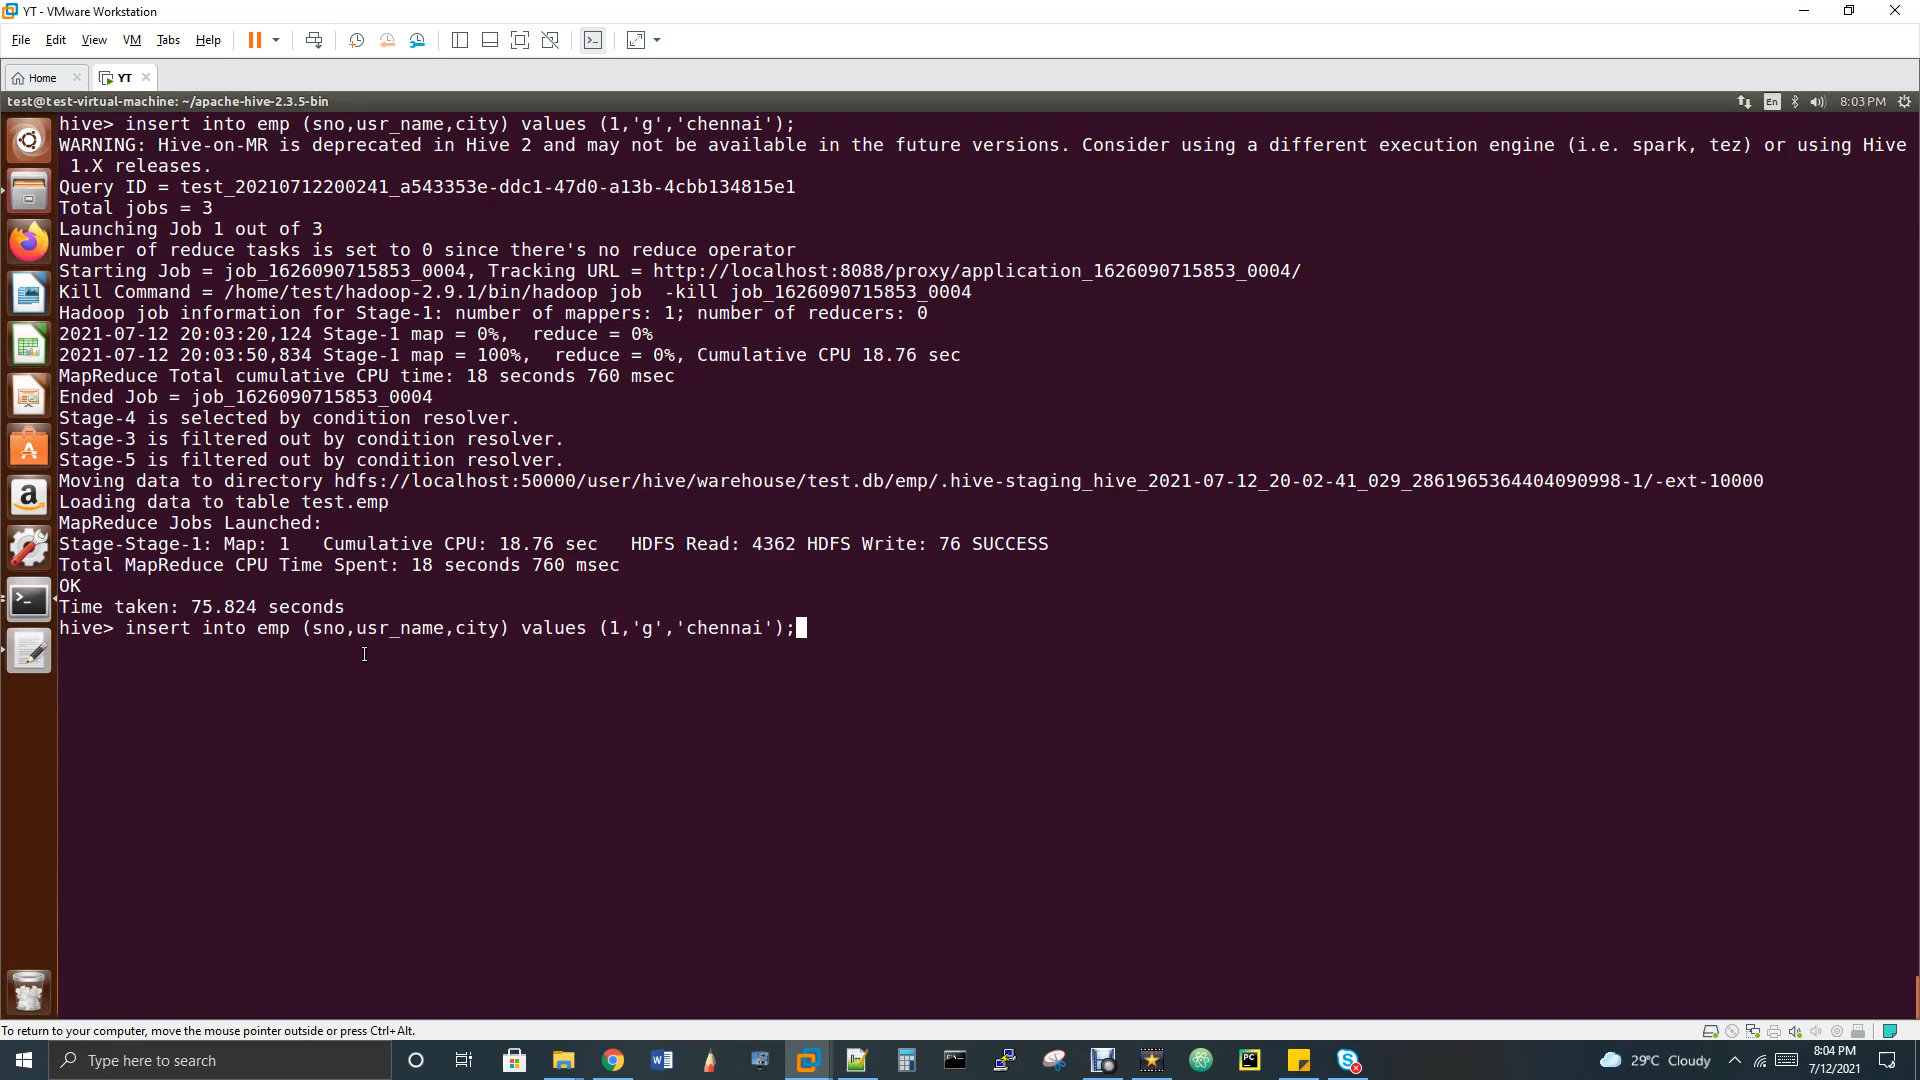 YT - VMware Workstation
File Edit View VM Tabs Help
Home YT
test@test-virtual-machine: ~/apache-hive-2.3.5-bin En 8:03 PM
hive> insert into emp (sno,usr_name,city) values (1,'g','chennai');
WARNING: Hive-on-MR is deprecated in Hive 2 and may not be available in the future versions. Consider using a different execution engine (i.e. spark, tez) or using Hive
1.X releases.
Query ID = test_20210712200241_a543353e-ddc1-47d0-a13b-4cbb134815e1
Total jobs = 3
Launching Job 1 out of 3
Number of reduce tasks is set to 0 since there's no reduce operator
Starting Job = job_1626090715853_0004, Tracking URL = http://localhost:8088/proxy/application_1626090715853_0004/
Kill Command = /home/test/hadoop-2.9.1/bin/hadoop job  -kill job_1626090715853_0004
Hadoop job information for Stage-1: number of mappers: 1; number of reducers: 0
2021-07-12 20:03:20,124 Stage-1 map = 0%,  reduce = 0%
2021-07-12 20:03:50,834 Stage-1 map = 100%,  reduce = 0%, Cumulative CPU 18.76 sec
MapReduce Total cumulative CPU time: 18 seconds 760 msec
Ended Job = job_1626090715853_0004
Stage-4 is selected by condition resolver.
Stage-3 is filtered out by condition resolver.
Stage-5 is filtered out by condition resolver.
Moving data to directory hdfs://localhost:50000/user/hive/warehouse/test.db/emp/.hive-staging_hive_2021-07-12_20-02-41_029_2861965364404090998-1/-ext-10000
Loading data to table test.emp
MapReduce Jobs Launched:
Stage-Stage-1: Map: 1   Cumulative CPU: 18.76 sec   HDFS Read: 4362 HDFS Write: 76 SUCCESS
Total MapReduce CPU Time Spent: 18 seconds 760 msec
OK
Time taken: 75.824 seconds
hive> insert into emp (sno,usr_name,city) values (1,'g','chennai');
To return to your computer, move the mouse pointer outside or press Ctrl+Alt.
Type here to search 29°C Cloudy 8:04 PM
7/12/2021